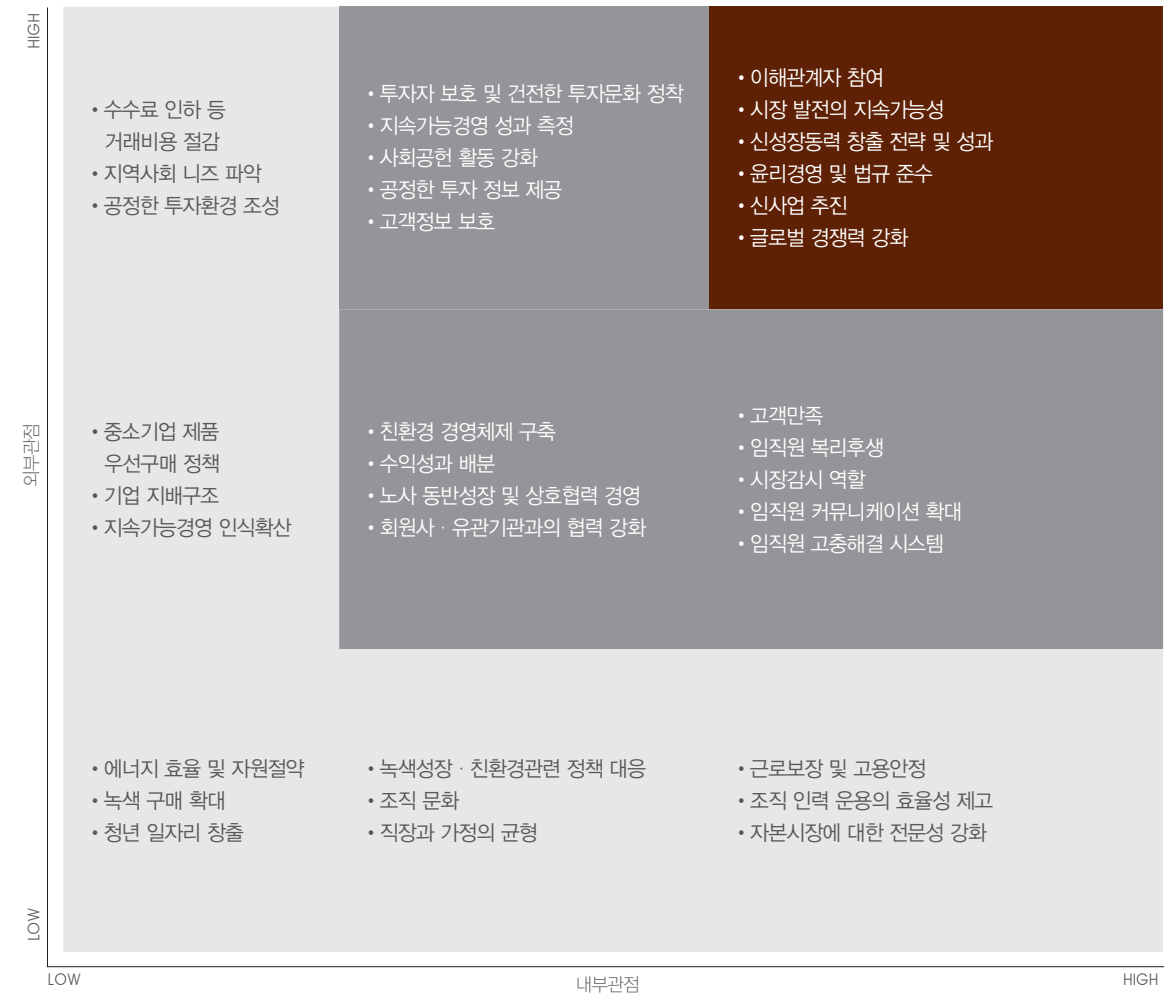 HIGH
• 수수료 인하 등
거래비용 절감
• 지역사회 니즈 파악
• 공정한 투자환경 조성
• 투자자 보호 및 건전한 투자문화 정착
• 지속가능경영 성과 측정
• 사회공헌 활동 강화
• 공정한 투자 정보 제공
• 고객정보 보호
• 이해관계자 참여
• 시장 발전의 지속가능성
• 신성장동력 창출 전략 및 성과
• 윤리경영 및 법규 준수
• 신사업 추진
• 글로벌 경쟁력 강화
외부관점
• 중소기업 제품
우선구매 정책
• 기업 지배구조
• 지속가능경영 인식확산
• 친환경 경영체제 구축
• 수익성과 배분
• 노사 동반성장 및 상호협력 경영
• 회원사 · 유관기관과의 협력 강화
• 고객만족
• 임직원 복리후생
• 시장감시 역할
• 임직원 커뮤니케이션 확대
• 임직원 고충해결 시스템
• 에너지 효율 및 자원절약
• 녹색 구매 확대
• 청년 일자리 창출
• 녹색성장 · 친환경관련 정책 대응
• 조직 문화
• 직장과 가정의 균형
• 근로보장 및 고용안정
• 조직 인력 운용의 효율성 제고
• 자본시장에 대한 전문성 강화
LOW
LOW
내부관점
HIGH